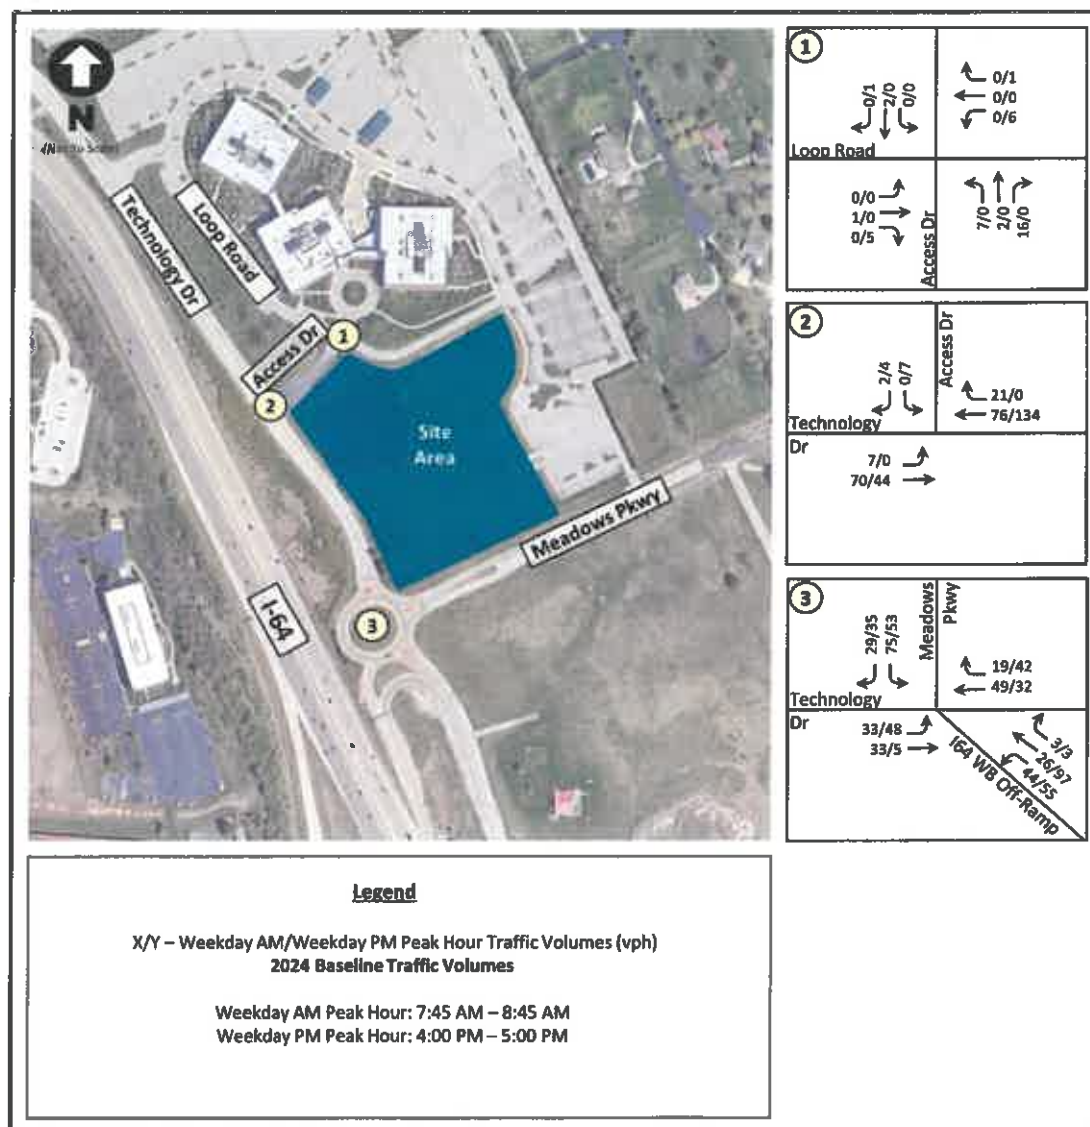 N
Technology Dr
Loop Road
Access Dr
1
2
Site
Area
Meadows Pkwy
I-64
3
1
0/1
2/0
0/0
0/1
0/0
0/6
Loop Road
0/0
1/0
0/5
Access Dr
7/0
2/0
16/0
2
2/4
0/7
Access Dr
21/0
76/134
Technology
Dr
7/0
70/44
3
29/35
75/53
Meadows
Pkwy
19/42
49/32
Technology
Dr
33/48
33/5
3/3
26/97
44/55
I64 WB Off-Ramp
Legend
X/Y – Weekday AM/Weekday PM Peak Hour Traffic Volumes (vph)
2024 Baseline Traffic Volumes
Weekday AM Peak Hour: 7:45 AM – 8:45 AM
Weekday PM Peak Hour: 4:00 PM – 5:00 PM